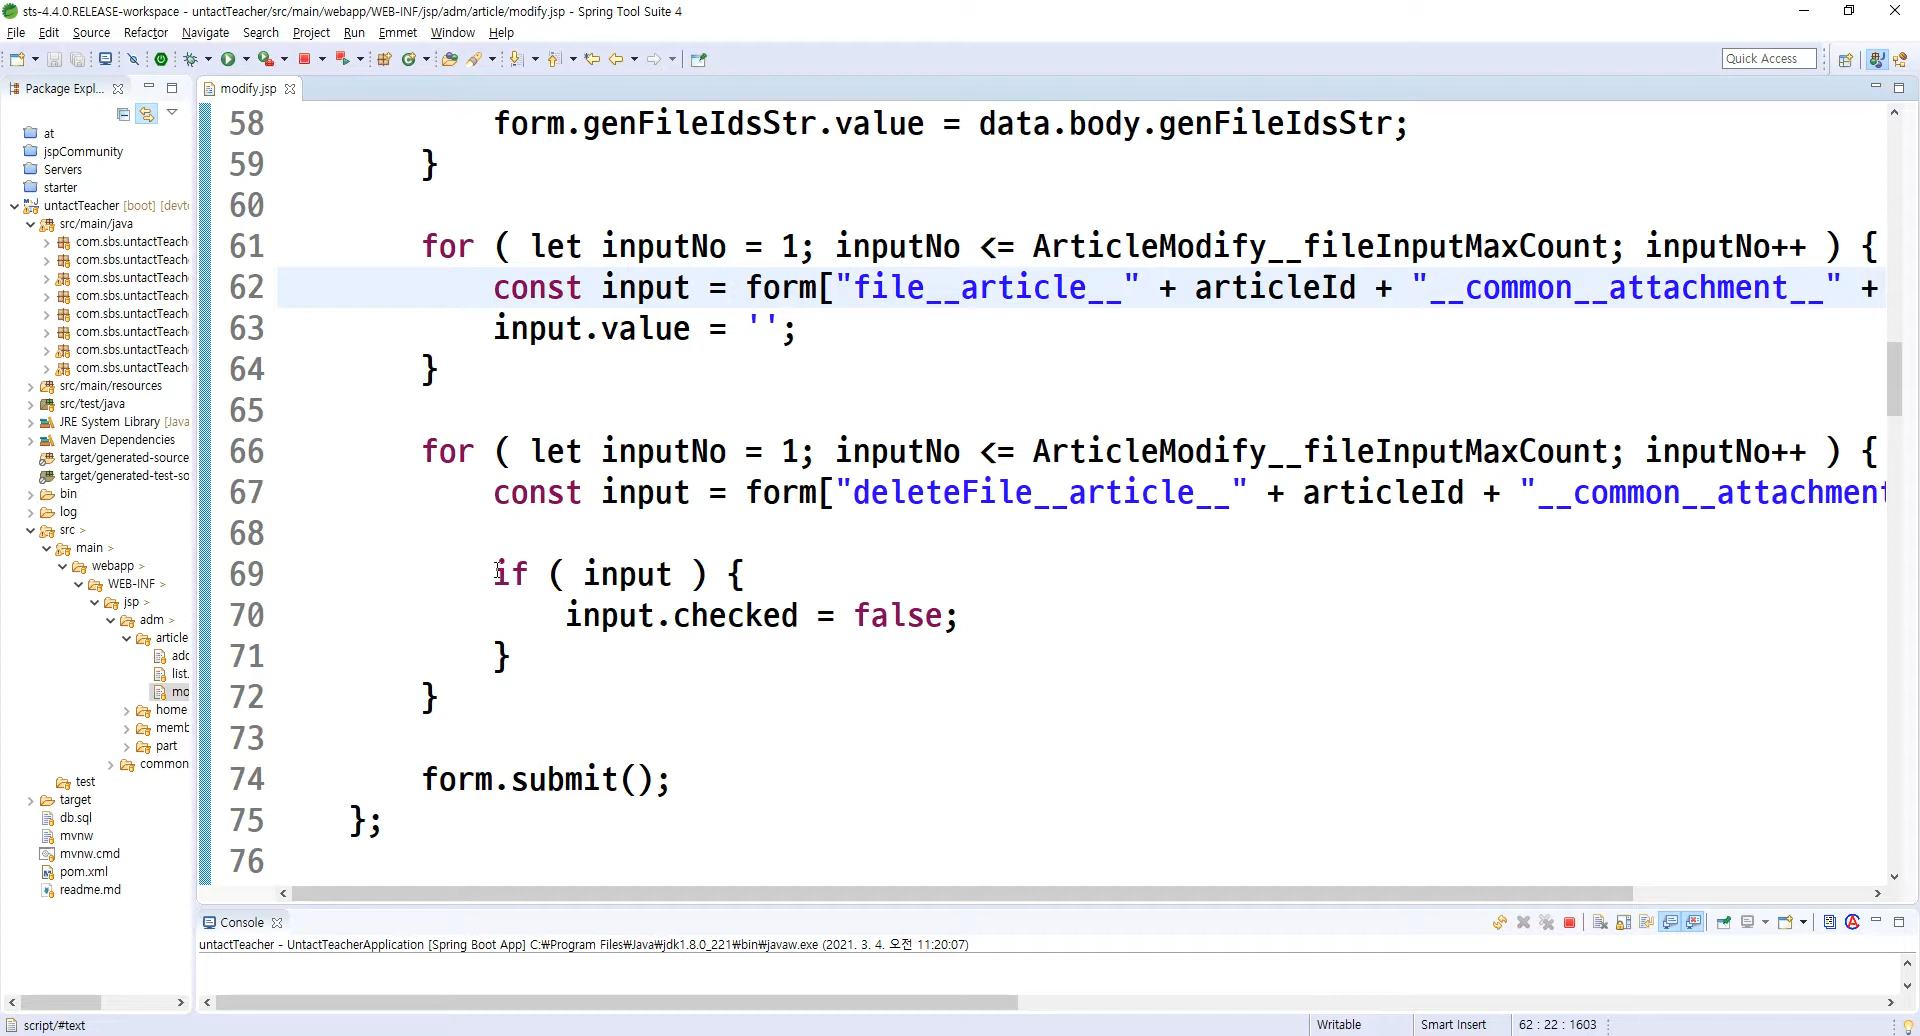 sts-4.4.0.RELEASE-workspace - untactTeacher/src/main/webapp/WEB-INF/jsp/adm/article/modify.jsp - Spring Tool Suite 4
File Edit Source Refactor Navigate Search Project Run Emmet Window Help
Quick Access
Package Expl...
at
jspCommunity
Servers
starter
untactTeacher [boot] [devto
src/main/java
com.sbs.untactTeach
com.sbs.untactTeach
com.sbs.untactTeach
com.sbs.untactTeach
com.sbs.untactTeach
com.sbs.untactTeach
com.sbs.untactTeach
com.sbs.untactTeach
src/main/resources
src/test/java
JRE System Library [Java
Maven Dependencies
target/generated-source
target/generated-test-so
bin
log
src >
main >
webapp >
WEB-INF >
jsp >
adm >
article
add
list.
mo
home
memb
part
common
test
target
db.sql
mvnw
mvnw.cmd
pom.xml
readme.md
modify.jsp
58 form.genFileIdsStr.value = data.body.genFileIdsStr;
59 }
60
61 for ( let inputNo = 1; inputNo <= ArticleModify__fileInputMaxCount; inputNo++ ) {
62 const input = form["file__article__" + articleId + "__common__attachment__" +
63 input.value = '';
64 }
65
66 for ( let inputNo = 1; inputNo <= ArticleModify__fileInputMaxCount; inputNo++ ) {
67 const input = form["deleteFile__article__" + articleId + "__common__attachment
68
69 if ( input ) {
70 input.checked = false;
71 }
72 }
73
74 form.submit();
75 };
76
Console
untactTeacher - UntactTeacherApplication [Spring Boot App] C:₩Program Files₩Java₩jdk1.8.0_221₩bin₩javaw.exe (2021. 3. 4. 오전 11:20:07)
script/#text
Writable
Smart Insert
62 : 22 : 1603